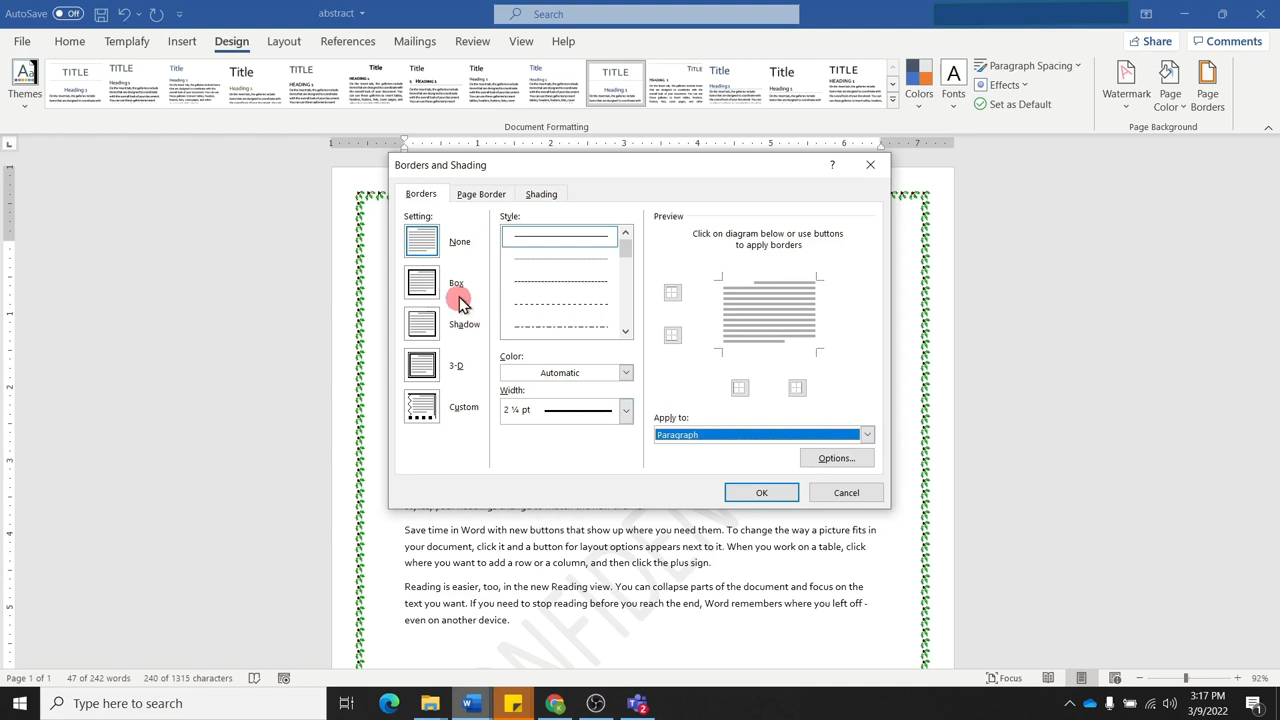 AutoSave Off abstract Search
File Home Templafy Insert Design Layout References Mailings Review View Help Share Comments
Themes
Colors Fonts
Paragraph Spacing
Effects
Set as Default
Watermark Page Color Page Borders
Document Formatting Page Background
Borders and Shading
Borders Page Border Shading
Setting:
None
Box
Shadow
3-D
Custom
Style:
Color:
Automatic
Width:
2 ¼ pt
Preview
Click on diagram below or use buttons
to apply borders
Apply to:
Paragraph
Options...
OK Cancel
Save time in Word with new buttons that show up where you need them. To change the way a picture fits in
your document, click it and a button for layout options appears next to it. When you work on a table, click
where you want to add a row or a column, and then click the plus sign.
Reading is easier, too, in the new Reading view. You can collapse parts of the document and focus on the
text you want. If you need to stop reading before you reach the end, Word remembers where you left off -
even on another device.
Page 1 of 1 47 of 242 words 240 of 1315 characters Focus 92%
Type here to search
3:17 PM
3/9/2022